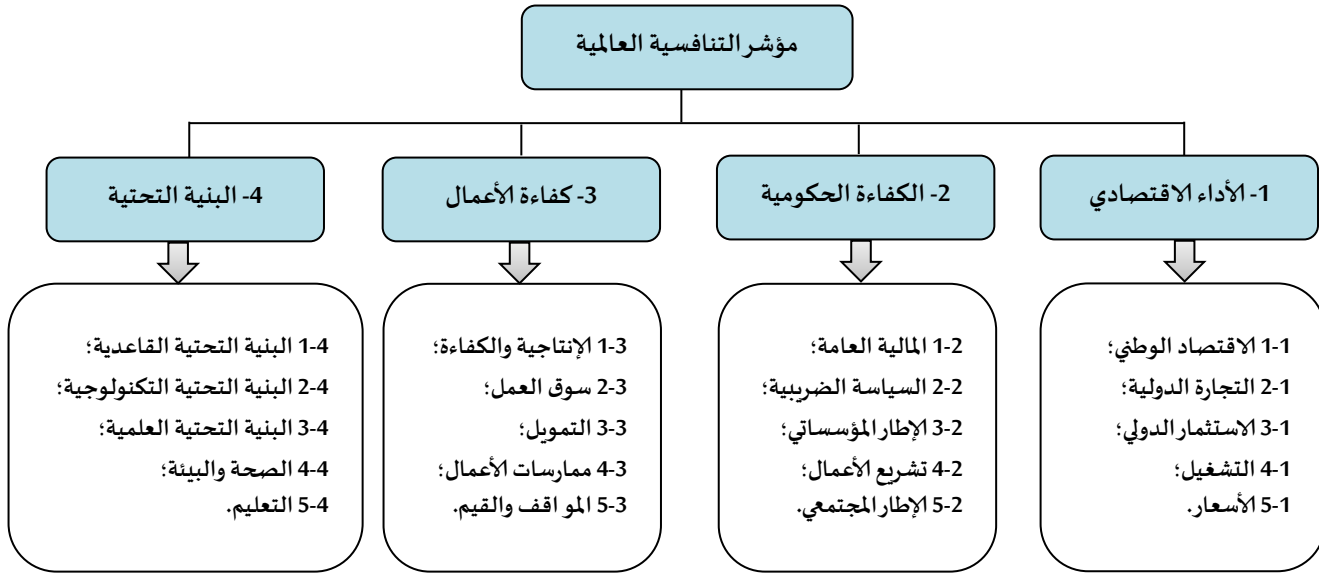 مؤشر التنافسية العالمية
1- الأداء الاقتصادي
2- الكفاءة الحكومية
3- كفاءة الأعمال
4- البنية التحتية
1-1 الاقتصاد الوطني؛
2-1 التجارة الدولية؛
3-1 الاستثمار الدولي؛
4-1 التشغيل؛
5-1 الأسعار.
1-2 المالية العامة؛
2-2 السياسة الضريبية؛
3-2 الإطار المؤسساتي؛
4-2 تشريع الأعمال؛
5-2 الإطار المجتمعي.
1-3 الإنتاجية والكفاءة؛
2-3 سوق العمل؛
3-3 التمويل؛
4-3 ممارسات الأعمال؛
5-3 المواقف والقيم.
1-4 البنية التحتية القاعدية؛
2-4 البنية التحتية التكنولوجية؛
3-4 البنية التحتية العلمية؛
4-4 الصحة والبيئة؛
5-4 التعليم.